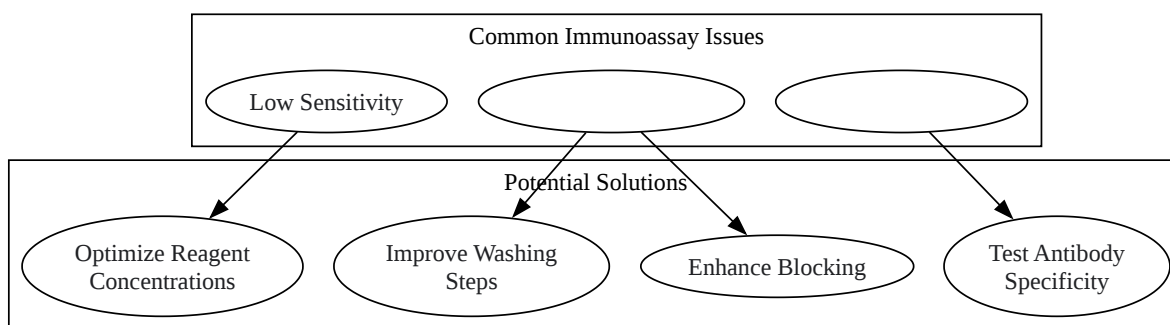 Common Immunoassay Issues
Low Sensitivity
Potential Solutions
Optimize Reagent
Concentrations
Improve Washing
Steps
Enhance Blocking
Test Antibody
Specificity